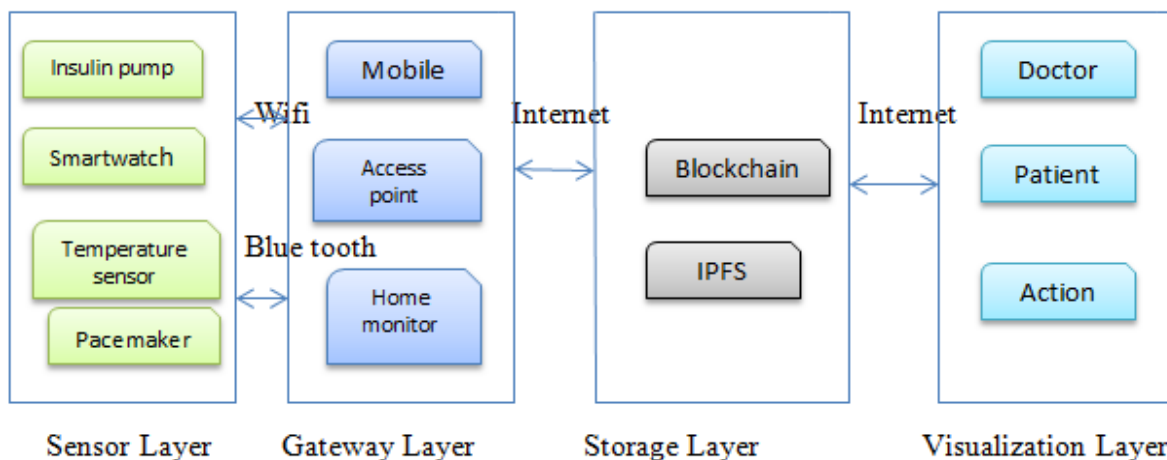 Insulin pump
Smartwatch
Temperature
sensor
Pacemaker
Wifi
Blue tooth
Mobile
Access
point
Home
monitor
Internet
Blockchain
IPFS
Internet
Doctor
Patient
Action
Sensor Layer
Gateway Layer
Storage Layer
Visualization Layer